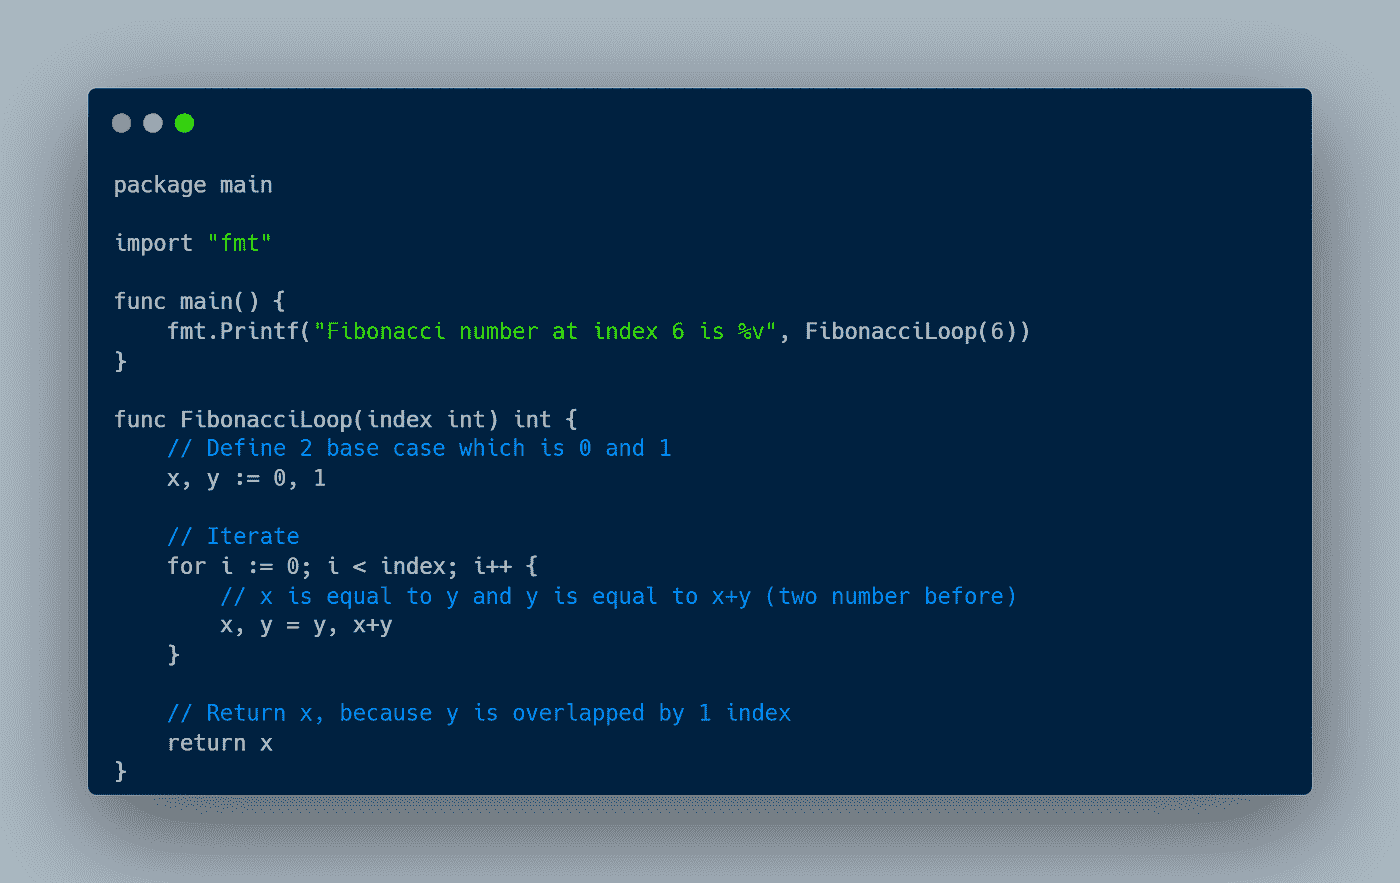 package main
import "fmt"
func main() {
    fmt.Printf("Fibonacci number at index 6 is %v", FibonacciLoop(6))
}
func FibonacciLoop(index int) int {
    // Define 2 base case which is 0 and 1
    x, y := 0, 1
    // Iterate
    for i := 0; i < index; i++ {
        // x is equal to y and y is equal to x+y (two number before)
        x, y = y, x+y
    }
    // Return x, because y is overlapped by 1 index
    return x
}